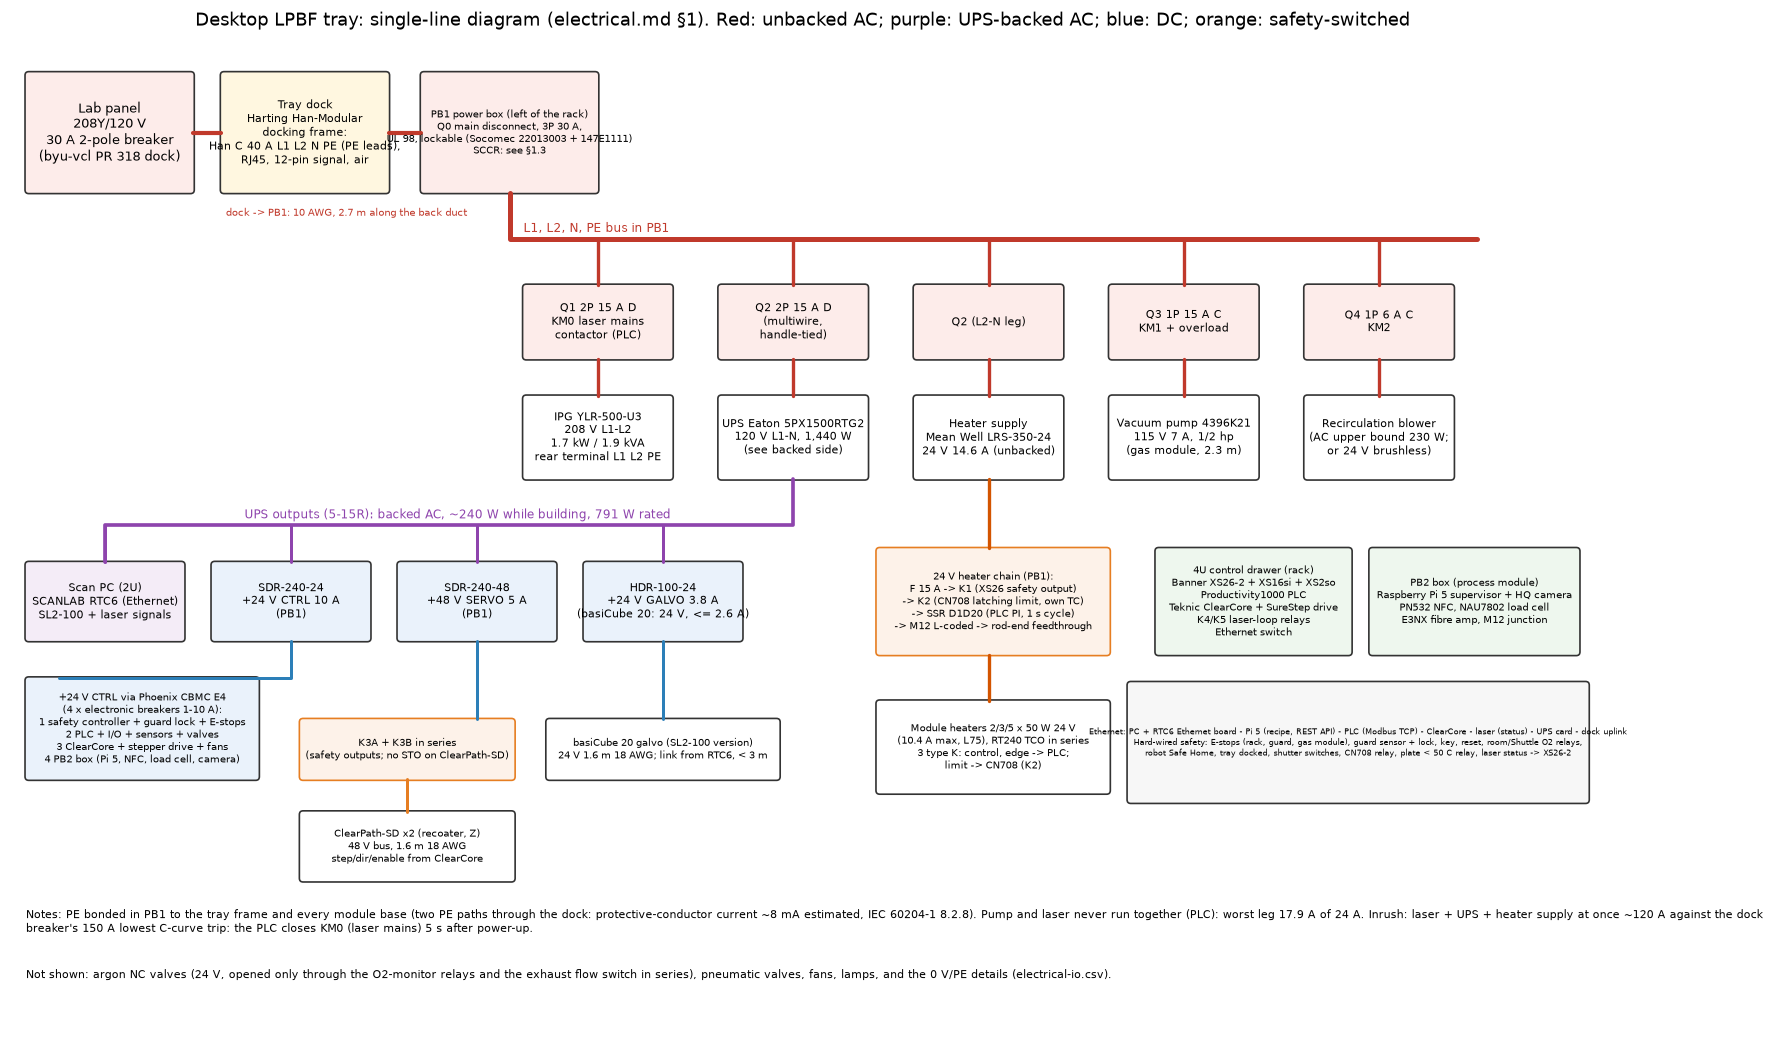 Desktop LPBF tray: single-line diagram (electrical.md §1). Red: unbacked AC; purple: UPS-backed AC; blue: DC; orange: safety-switched
Lab panel
208Y/120 V
30 A 2-pole breaker
(byu-vcl PR 318 dock)
Tray dock
Harting Han-Modular
docking frame:
Han C 40 A L1 L2 N PE (PE leads),
RJ45, 12-pin signal, air
PB1 power box (left of the rack)
Q0 main disconnect, 3P 30 A,
UL 98, lockable (Socomec 22013003 + 147E1111)
SCCR: see §1.3
dock -> PB1: 10 AWG, 2.7 m along the back duct
L1, L2, N, PE bus in PB1
Q1 2P 15 A D
KM0 laser mains
contactor (PLC)
Q2 2P 15 A D
(multiwire,
handle-tied)
Q2 (L2-N leg)
Q3 1P 15 A C
KM1 + overload
Q4 1P 6 A C
KM2
IPG YLR-500-U3
208 V L1-L2
1.7 kW / 1.9 kVA
rear terminal L1 L2 PE
UPS Eaton 5PX1500RTG2
120 V L1-N, 1,440 W
(see backed side)
Heater supply
Mean Well LRS-350-24
24 V 14.6 A (unbacked)
Vacuum pump 4396K21
115 V 7 A, 1/2 hp
(gas module, 2.3 m)
Recirculation blower
(AC upper bound 230 W;
or 24 V brushless)
UPS outputs (5-15R): backed AC, ~240 W while building, 791 W rated
Scan PC (2U)
SCANLAB RTC6 (Ethernet)
SL2-100 + laser signals
SDR-240-24
+24 V CTRL 10 A
(PB1)
SDR-240-48
+48 V SERVO 5 A
(PB1)
HDR-100-24
+24 V GALVO 3.8 A
(basiCube 20: 24 V, <= 2.6 A)
24 V heater chain (PB1):
F 15 A -> K1 (XS26 safety output)
-> K2 (CN708 latching limit, own TC)
-> SSR D1D20 (PLC PI, 1 s cycle)
-> M12 L-coded -> rod-end feedthrough
4U control drawer (rack)
Banner XS26-2 + XS16si + XS2so
Productivity1000 PLC
Teknic ClearCore + SureStep drive
K4/K5 laser-loop relays
Ethernet switch
PB2 box (process module)
Raspberry Pi 5 supervisor + HQ camera
PN532 NFC, NAU7802 load cell
E3NX fibre amp, M12 junction
+24 V CTRL via Phoenix CBMC E4
(4 x electronic breakers 1-10 A):
1 safety controller + guard lock + E-stops
2 PLC + I/O + sensors + valves
3 ClearCore + stepper drive + fans
4 PB2 box (Pi 5, NFC, load cell, camera)
K3A + K3B in series
(safety outputs; no STO on ClearPath-SD)
basiCube 20 galvo (SL2-100 version)
24 V 1.6 m 18 AWG; link from RTC6, < 3 m
Module heaters 2/3/5 x 50 W 24 V
(10.4 A max, L75), RT240 TCO in series
3 type K: control, edge -> PLC;
limit -> CN708 (K2)
Ethernet: PC + RTC6 Ethernet board - Pi 5 (recipe, REST API) - PLC (Modbus TCP) - ClearCore - laser (status) - UPS card - dock uplink
Hard-wired safety: E-stops (rack, guard, gas module), guard sensor + lock, key, reset, room/Shuttle O2 relays,
robot Safe Home, tray docked, shutter switches, CN708 relay, plate < 50 C relay, laser status -> XS26-2
ClearPath-SD x2 (recoater, Z)
48 V bus, 1.6 m 18 AWG
step/dir/enable from ClearCore
Notes: PE bonded in PB1 to the tray frame and every module base (two PE paths through the dock: protective-conductor current ~8 mA estimated, IEC 60204-1 8.2.8). Pump and laser never run together (PLC): worst leg 17.9 A of 24 A. Inrush: laser + UPS + heater supply at once ~120 A against the dock
breaker's 150 A lowest C-curve trip: the PLC closes KM0 (laser mains) 5 s after power-up.
Not shown: argon NC valves (24 V, opened only through the O2-monitor relays and the exhaust flow switch in series), pneumatic valves, fans, lamps, and the 0 V/PE details (electrical-io.csv).